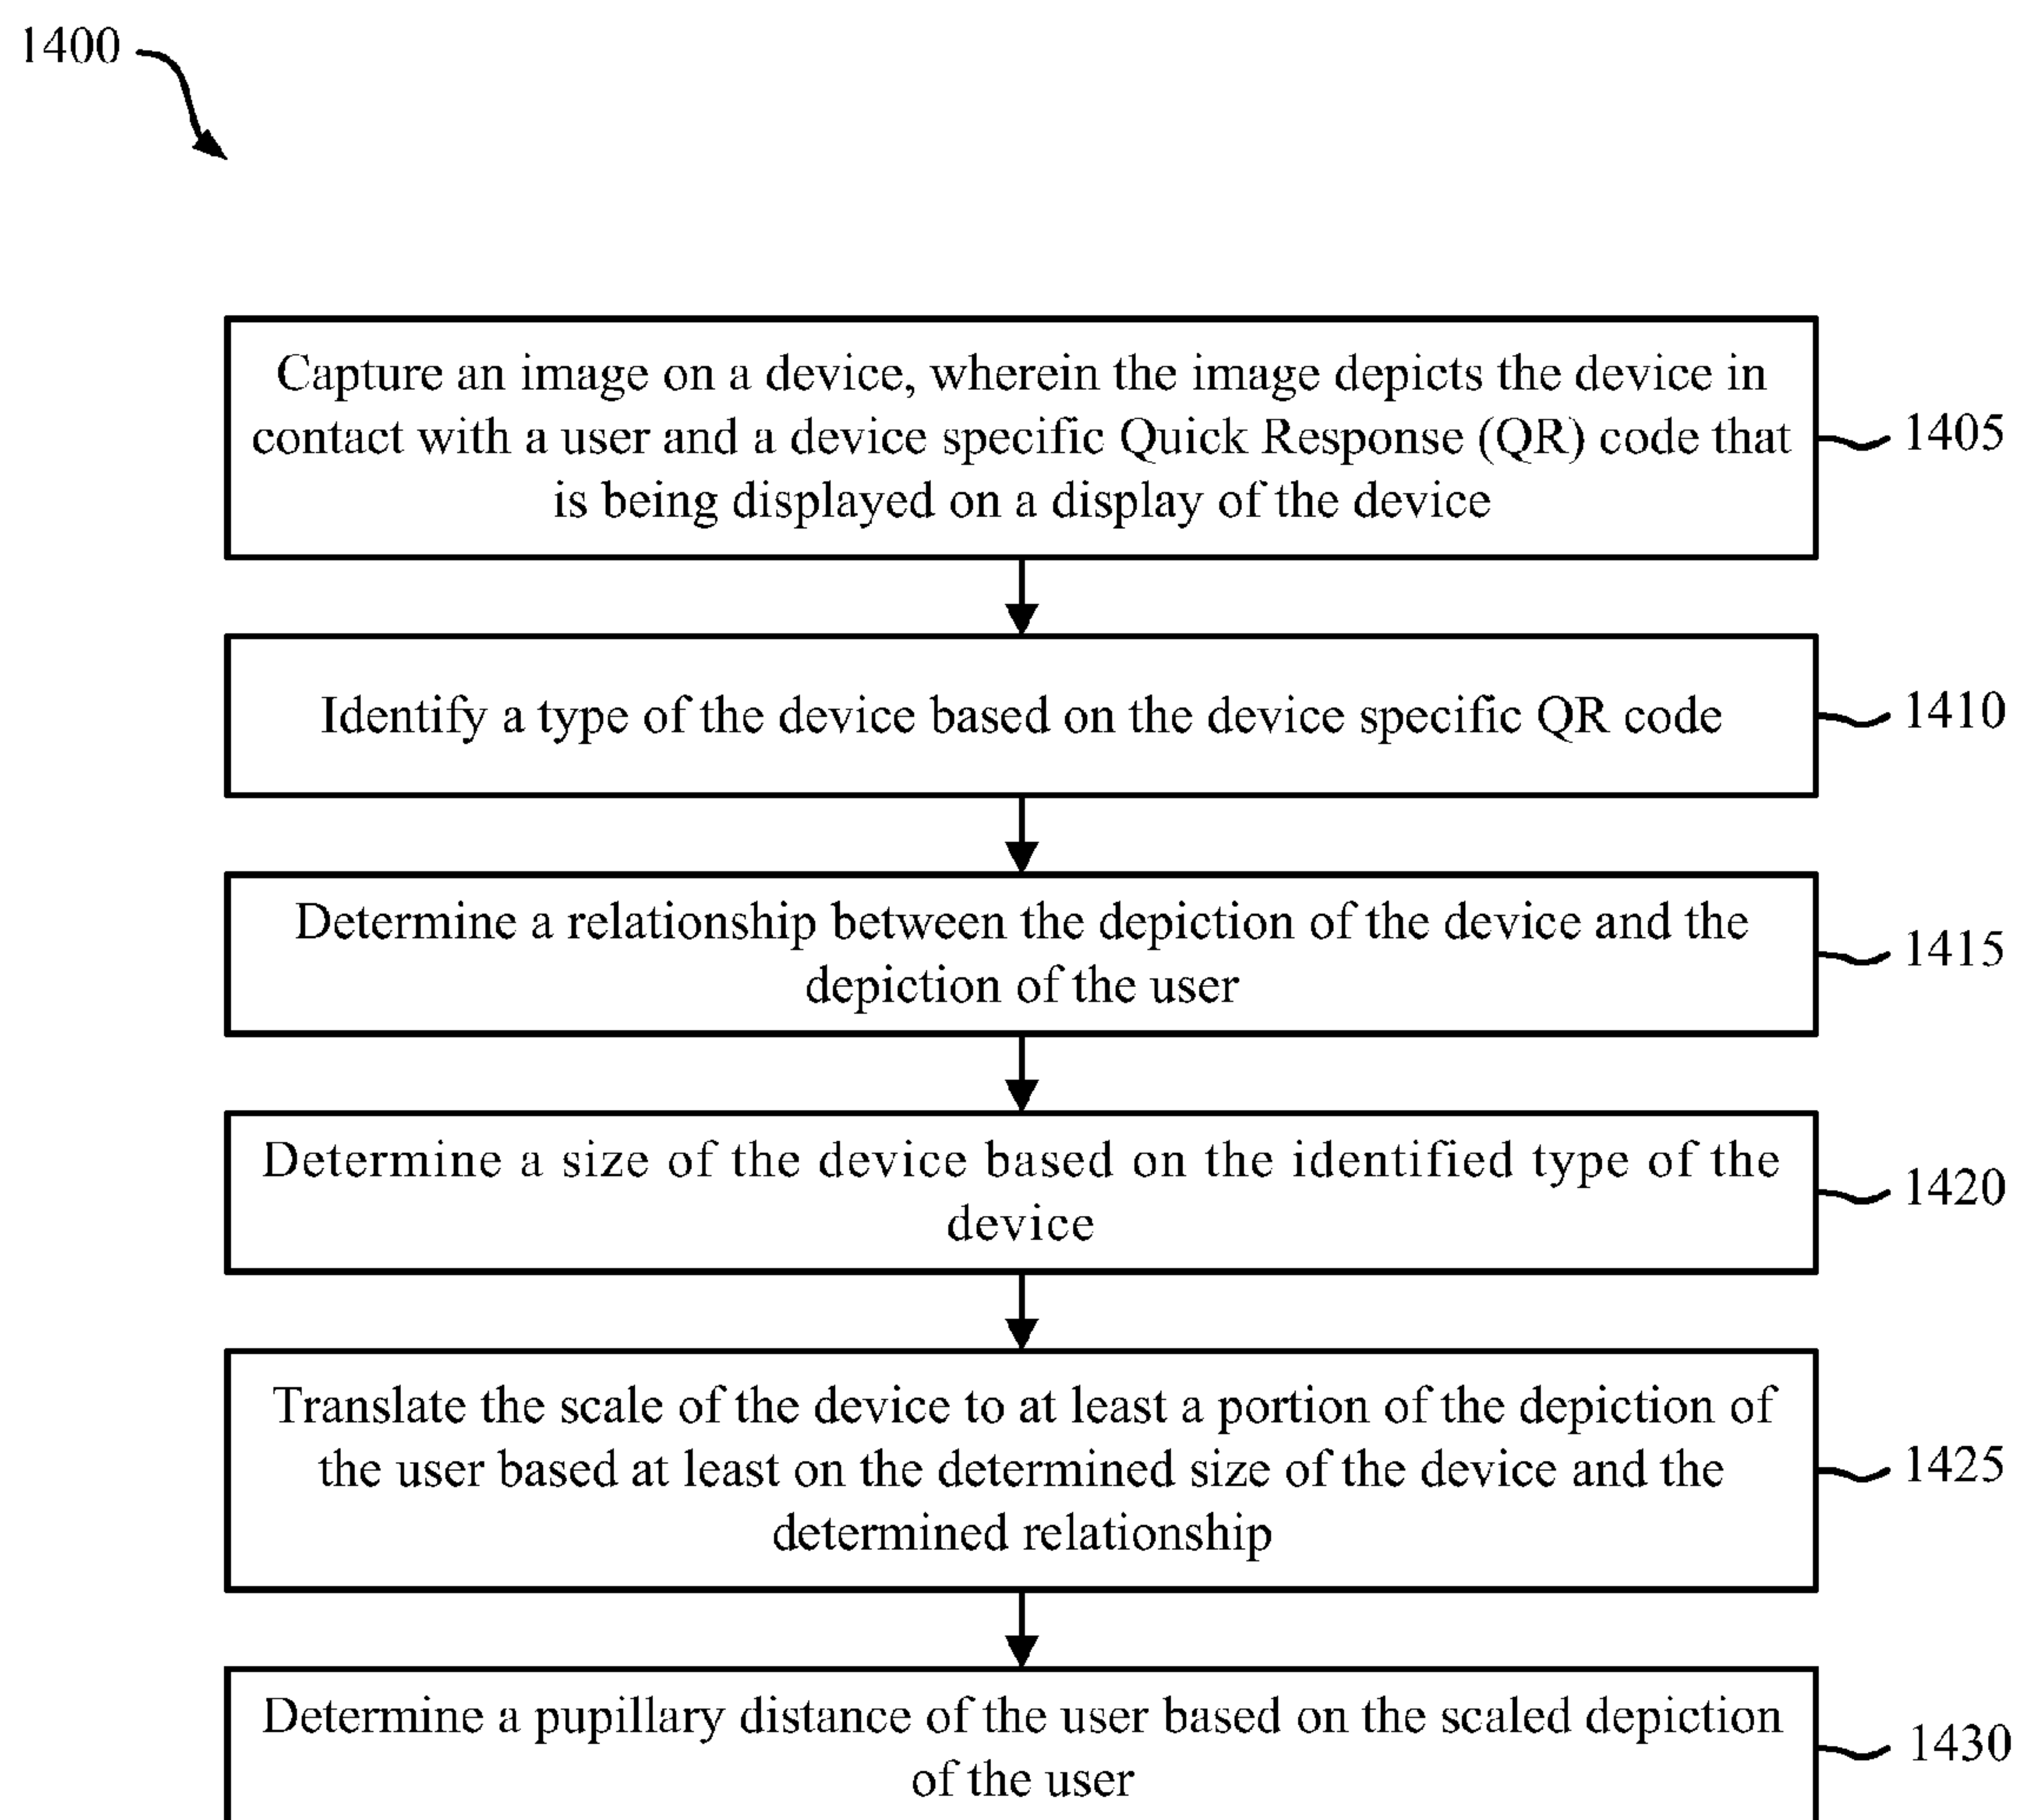 1400
Capture an image on a device, wherein the image depicts the device in
contact with a user and a device specific Quick Response (QR) code that
is being displayed on a display of the device
1405
Identify a type of the device based on the device specific QR code
1410
Determine a relationship between the depiction of the device and the
depiction of the user
1415
Determine a size of the device based on the identified type of the
device
1420
Translate the scale of the device to at least a portion of the depiction of
the user based at least on the determined size of the device and the
determined relationship
1425
Determine a pupillary distance of the user based on the scaled depiction
of the user
1430